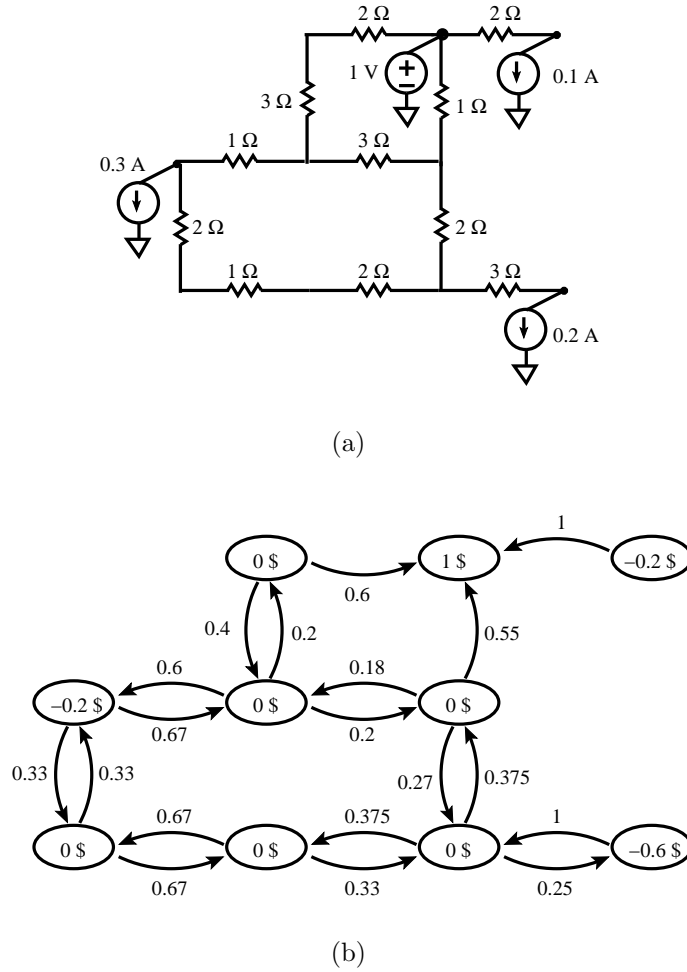 2 Ω 2 Ω
1 V + −
0.1 A
3 Ω 1 Ω
1 Ω 3 Ω
0.3 A
2 Ω 2 Ω
1 Ω 2 Ω 3 Ω
0.2 A
(a)
1
0 $ 1 $ −0.2 $
0.6
0.4 0.2 0.55
0.6 0.18
−0.2 $ 0 $ 0 $
0.67 0.2
0.33 0.33 0.27 0.375
0.67 0.375 1
0 $ 0 $ 0 $ −0.6 $
0.67 0.33 0.25
(b)